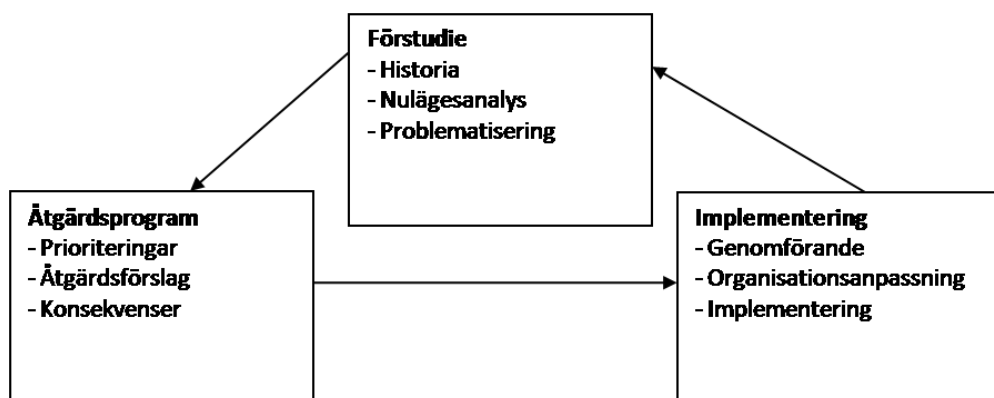 Förstudie
- Historia
- Nulägesanalys
- Problematisering
Åtgärdsprogram
- Prioriteringar
- Åtgärdsförslag
- Konsekvenser
Implementering
- Genomförande
- Organisationsanpassning
- Implementering